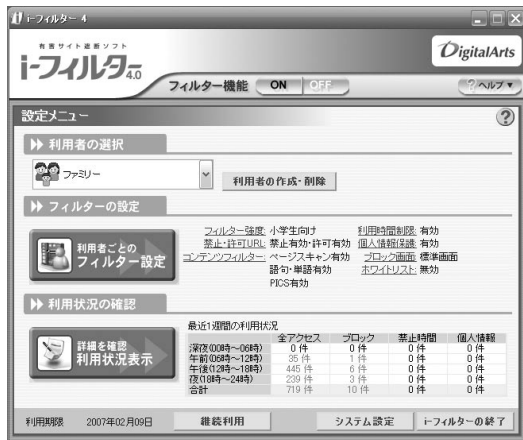 i-フィルター 4
有害サイト遮断ソフト
i-フィルター 4.0
DigitalArts
フィルター機能 ON OFF
? ヘルプ ▼
設定メニュー ?
利用者の選択
ファミリー 利用者の作成・削除
フィルターの設定
利用者ごとの
フィルター設定
フィルター強度: 小学生向け 利用時間制限: 有効
禁止・許可URL: 禁止有効・許可有効 個人情報保護: 有効
コンテンツフィルター: ページスキャン有効 ブロック画面: 標準画面
語句・単語有効 ホワイトリスト: 無効
PICS有効
利用状況の確認
詳細を確認
利用状況表示
最近1週間の利用状況
全アクセス ブロック 禁止時間 個人情報
深夜(00時～06時) 0 件 0 件 0 件 0 件
午前(06時～12時) 35 件 1 件 0 件 0 件
午後(12時～18時) 445 件 6 件 0 件 0 件
夜(18時～24時) 239 件 3 件 0 件 0 件
合計 719 件 10 件 0 件 0 件
利用期限 2007年02月09日 継続利用 システム設定 i-フィルターの終了